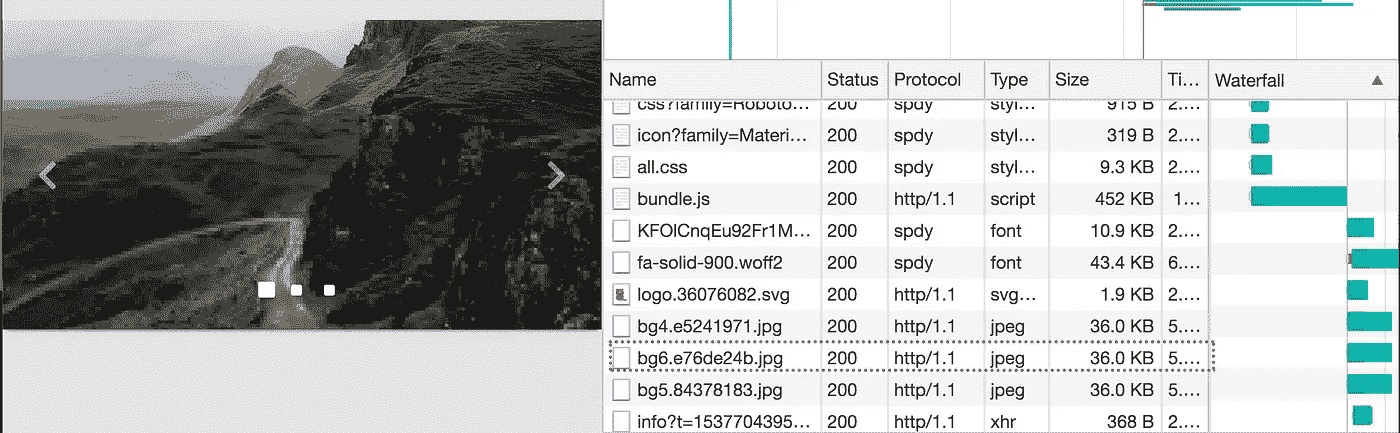 Name Status Protocol Type Size Ti... Waterfall
css?family=Roboto... 200 spdy styl... 915 B 2....
icon?family=Materi... 200 spdy styl... 319 B 2....
all.css 200 spdy styl... 9.3 KB 2....
bundle.js 200 http/1.1 script 452 KB 1...
KFOlCnqEu92Fr1M... 200 spdy font 10.9 KB 2....
fa-solid-900.woff2 200 spdy font 43.4 KB 6....
logo.36076082.svg 200 http/1.1 svg... 1.9 KB 2....
bg4.e5241971.jpg 200 http/1.1 jpeg 36.0 KB 5....
bg6.e76de24b.jpg 200 http/1.1 jpeg 36.0 KB 5....
bg5.84378183.jpg 200 http/1.1 jpeg 36.0 KB 5....
info?t=1537704395... 200 http/1.1 xhr 368 B 2....